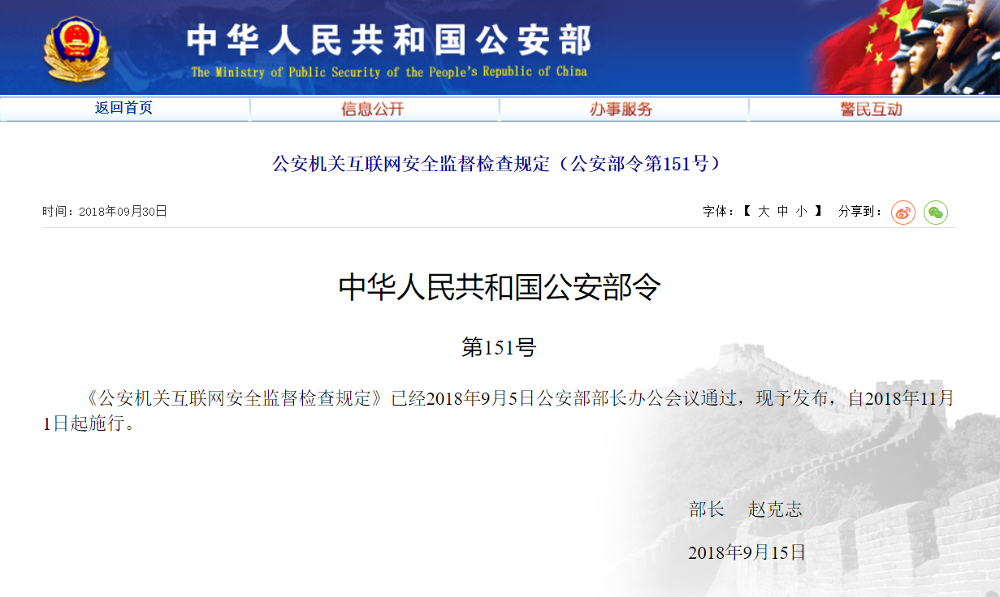 中华人民共和国公安部
The Ministry of Public Security of the People's Republic of China
返回首页 信息公开 办事服务 警民互动
公安机关互联网安全监督检查规定（公安部令第151号）
时间：2018年09月30日 字体：【 大 中 小 】 分享到：
中华人民共和国公安部令
第151号
《公安机关互联网安全监督检查规定》已经2018年9月5日公安部部长办公会议通过，现予发布，自2018年11月
1日起施行。
部长 赵克志
2018年9月15日